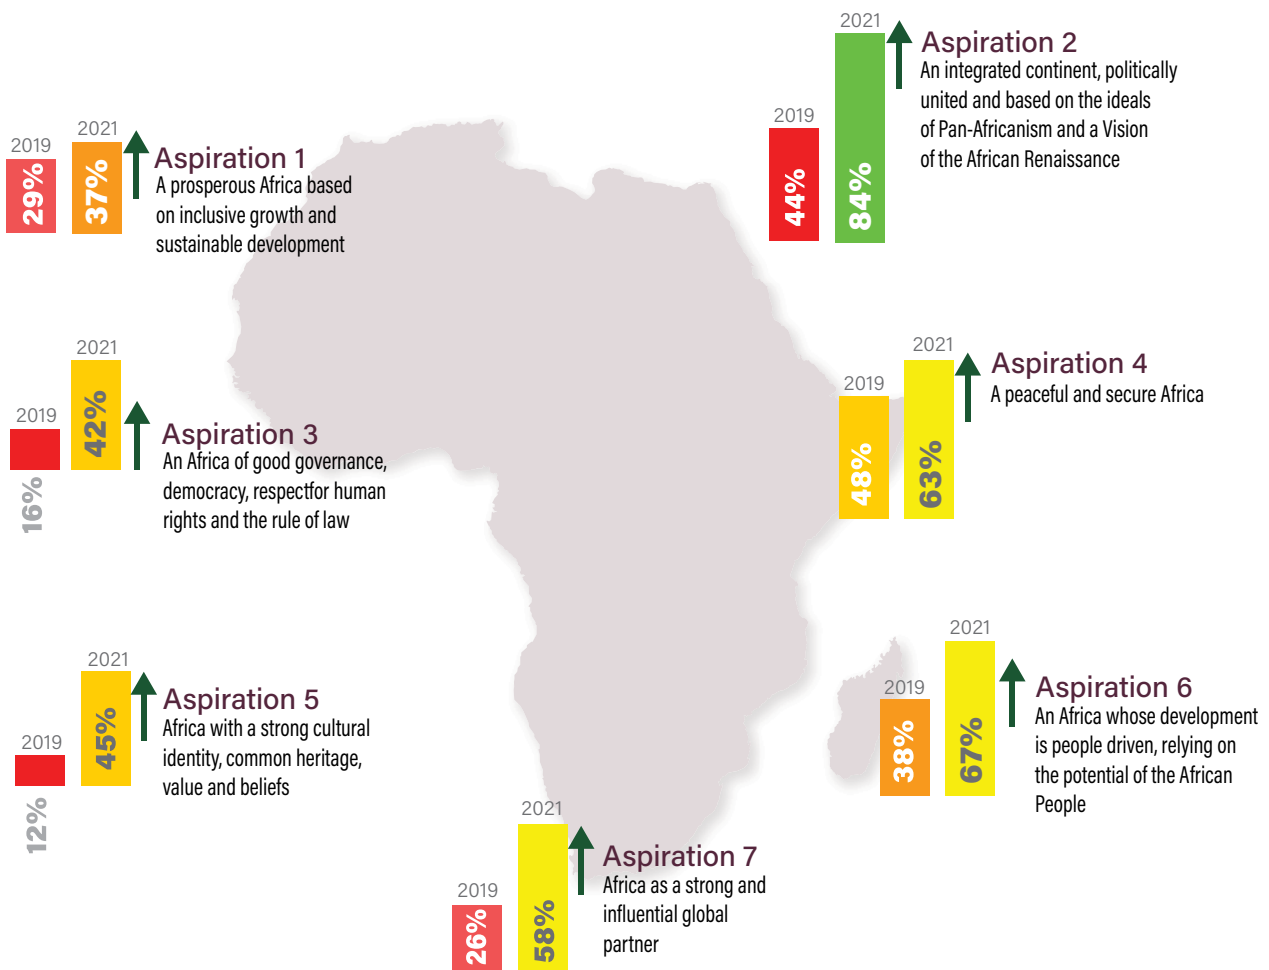 2019
2021
29%
37%
Aspiration 1
A prosperous Africa based
on inclusive growth and
sustainable development
2019
2021
44%
84%
Aspiration 2
An integrated continent, politically
united and based on the ideals
of Pan-Africanism and a Vision
of the African Renaissance
2019
2021
16%
42%
Aspiration 3
An Africa of good governance,
democracy, respectfor human
rights and the rule of law
2019
2021
48%
63%
Aspiration 4
A peaceful and secure Africa
2019
2021
12%
45%
Aspiration 5
Africa with a strong cultural
identity, common heritage,
value and beliefs
2019
2021
38%
67%
Aspiration 6
An Africa whose development
is people driven, relying on
the potential of the African
People
2019
2021
26%
58%
Aspiration 7
Africa as a strong and
influential global
partner